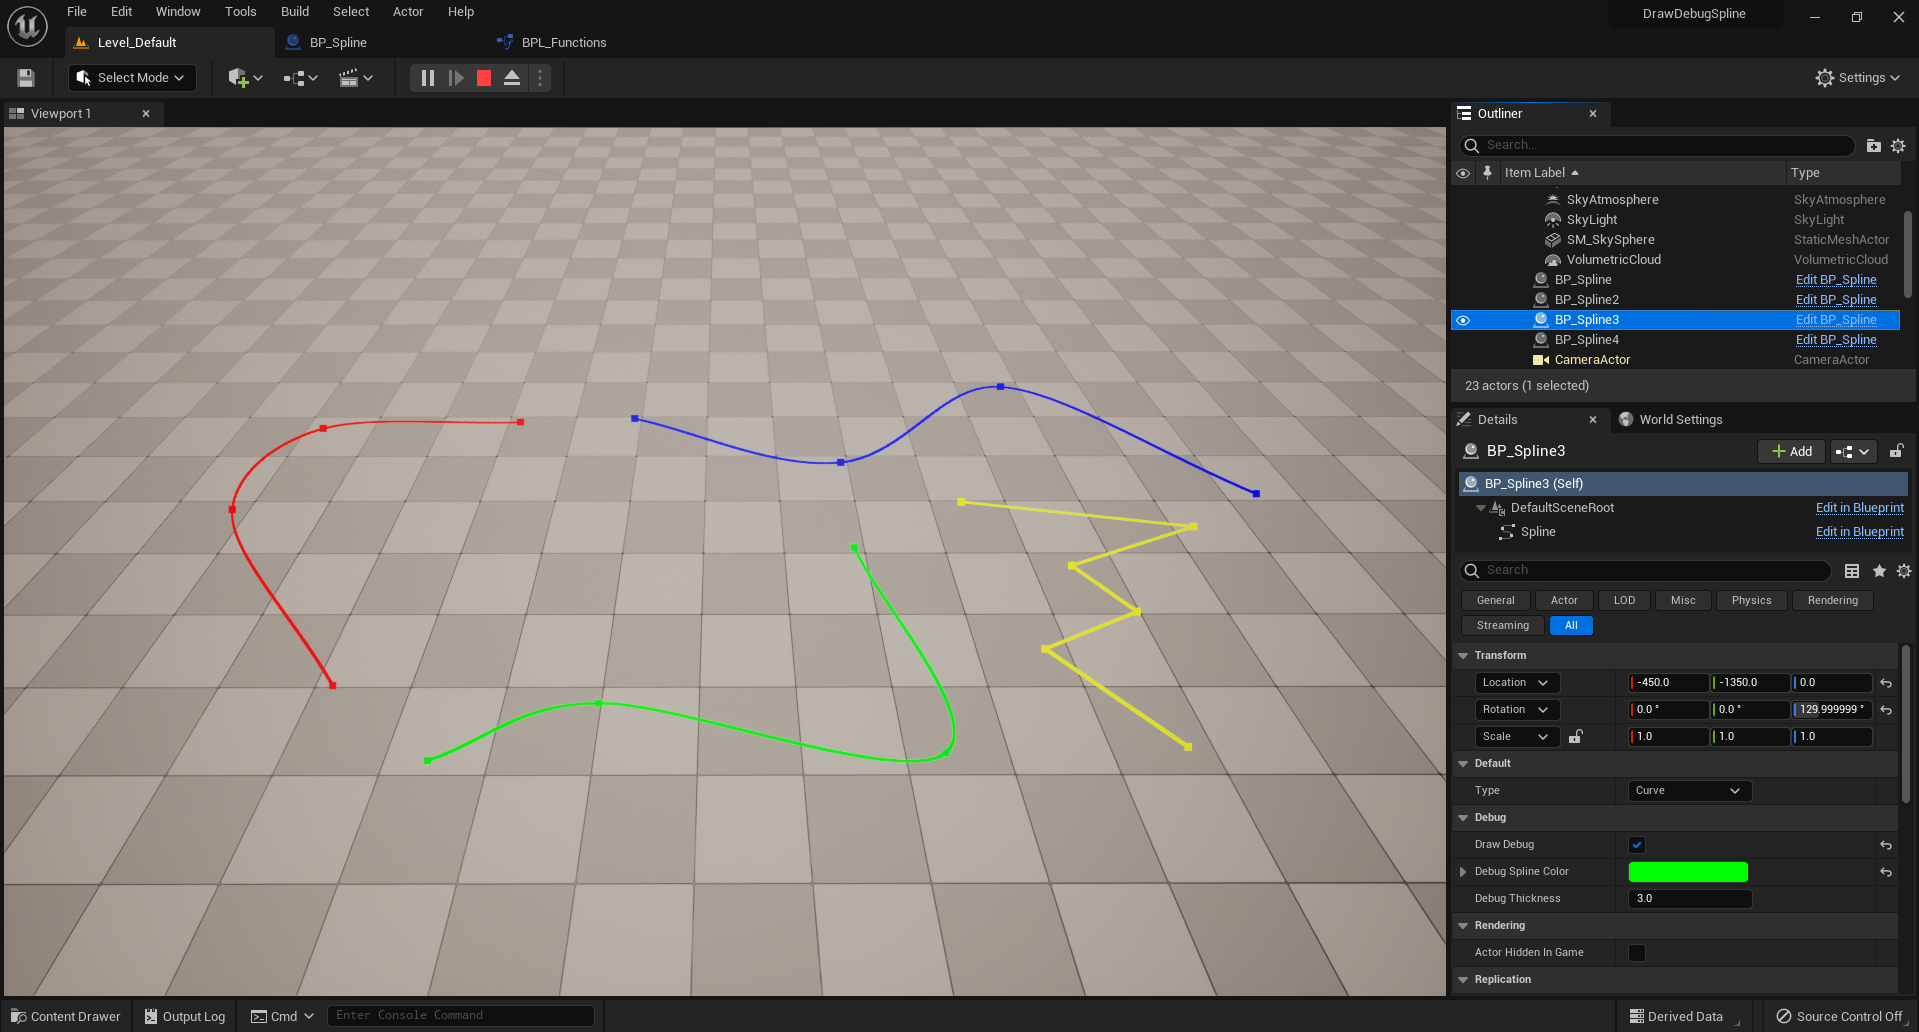 File Edit Window Tools Build Select Actor Help
DrawDebugSpline
Level_Default
BP_Spline
BPL_Functions
Select Mode
Settings
Viewport 1
Outliner
Search...
Item Label
Type
SkyAtmosphere SkyAtmosphere
SkyLight SkyLight
SM_SkySphere StaticMeshActor
VolumetricCloud VolumetricCloud
BP_Spline Edit BP_Spline
BP_Spline2 Edit BP_Spline
BP_Spline3 Edit BP_Spline
BP_Spline4 Edit BP_Spline
CameraActor CameraActor
23 actors (1 selected)
Details
World Settings
BP_Spline3
Add
BP_Spline3 (Self)
DefaultSceneRoot Edit in Blueprint
Spline Edit in Blueprint
Search
General Actor LOD Misc Physics Rendering
Streaming All
Transform
Location -450.0 -1350.0 0.0
Rotation 0.0 ° 0.0 ° 129.999999 °
Scale 1.0 1.0 1.0
Default
Type Curve
Debug
Draw Debug
Debug Spline Color
Debug Thickness 3.0
Rendering
Actor Hidden In Game
Replication
Content Drawer
Output Log
Cmd
Enter Console Command
Derived Data
Source Control Off